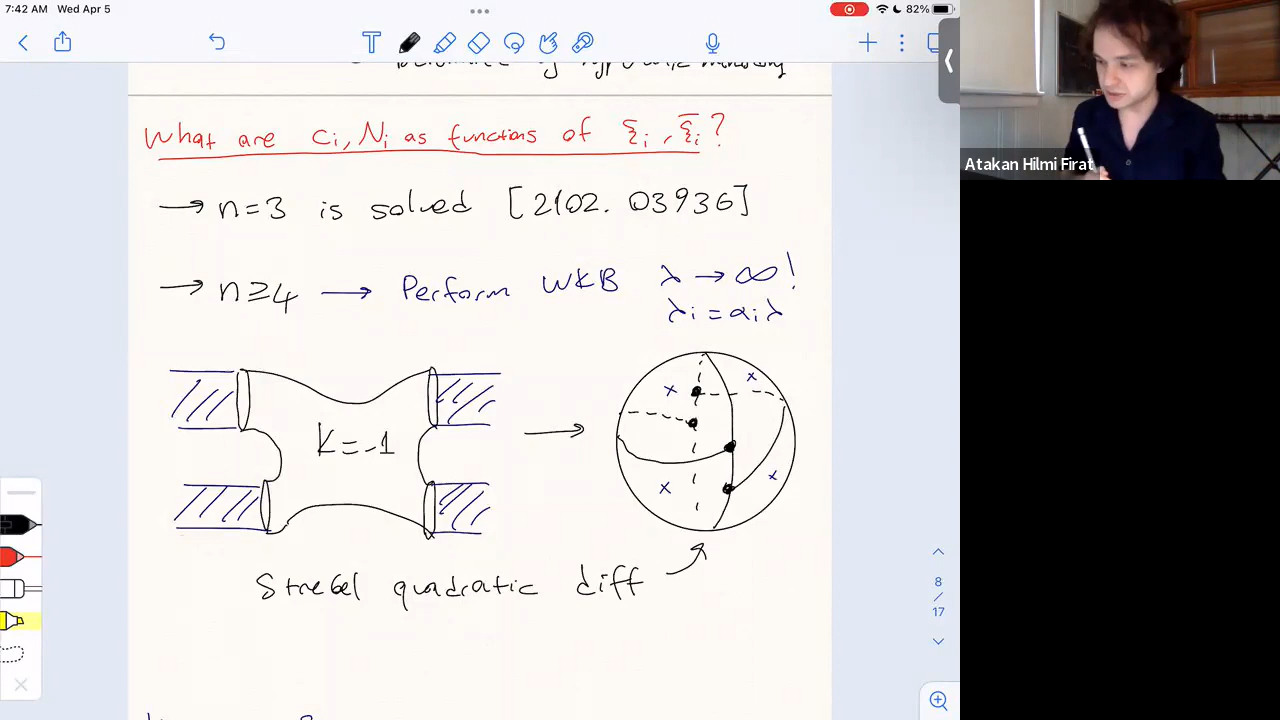 7:42 AM Wed Apr 5
82%
What are ci, Ni as functions of ξi, ξ̄i?
→ n=3 is solved [2102.03936]
→ n≥4 → Perform WKB λ → ∞!
λi = αiλ
K=-1
x x
x x
Strebel quadratic diff
8
/
17
Atakan Hilmi Firat